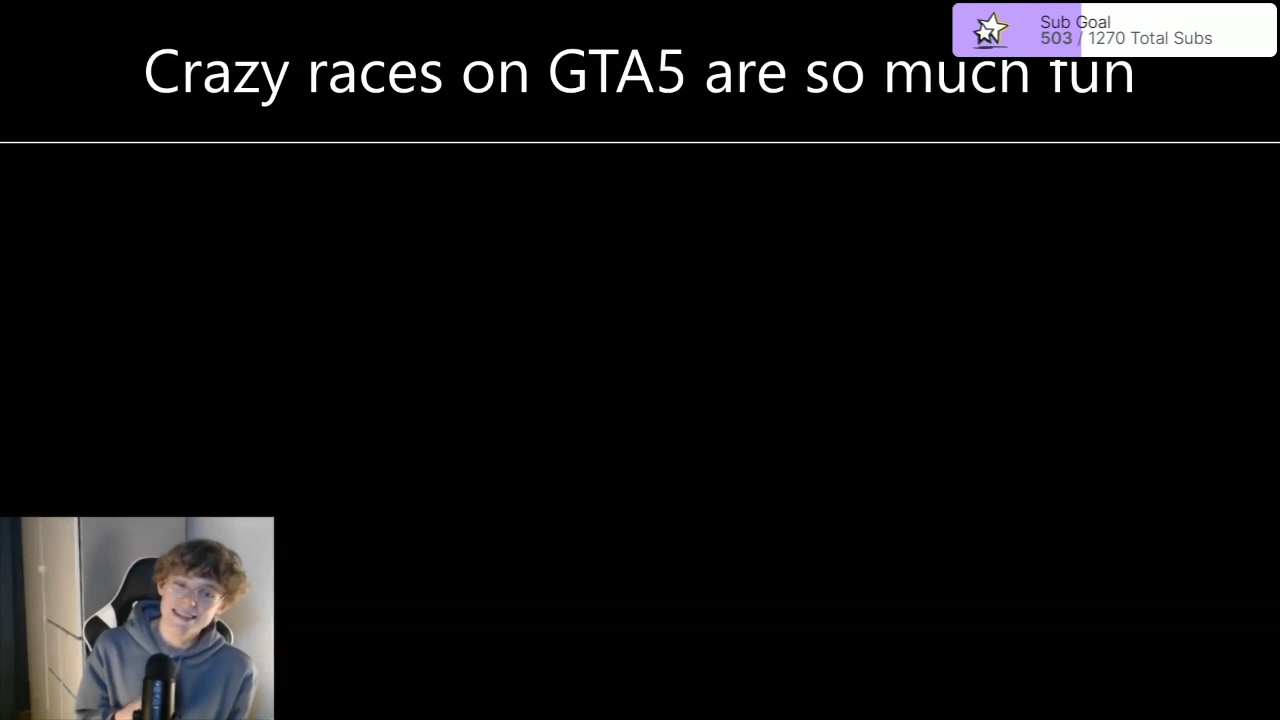 Sub Goal
503 / 1270 Total Subs
Crazy races on GTA5 are so much fun